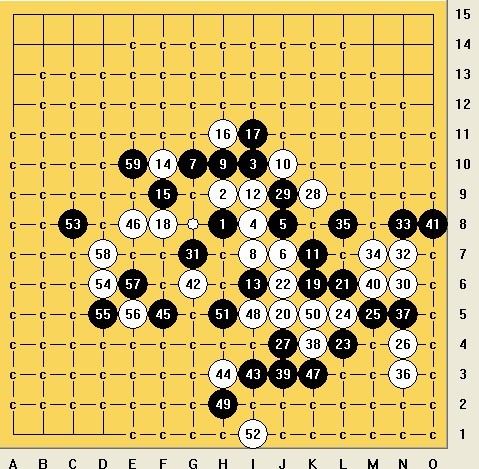 15
c c c c c c c c 14
c c c c c c c c c c c c 13
c c c c c c c c c c c c c 12
c c c c c c c 16 17 c c c c c c 11
c c c c 59 14 7 9 3 10 c c c c c 10
c c c c c 15 c 2 12 29 28 c c c c 9
c c 53 c 46 18 1 4 5 c 35 c 33 41 8
c c c 58 c c 31 c 8 6 11 c 34 32 c 7
c c c 54 57 c 42 c 13 22 19 21 40 30 c 6
c c c 55 56 45 c 51 48 20 50 24 25 37 c 5
c c c c c c c c c 27 38 23 c 26 c 4
c c c c c c c 44 43 39 47 c c 36 c 3
c c c c c c 49 c c c c c c c 2
c c c c 52 c c c c c 1
A B C D E F G H I J K L M N O